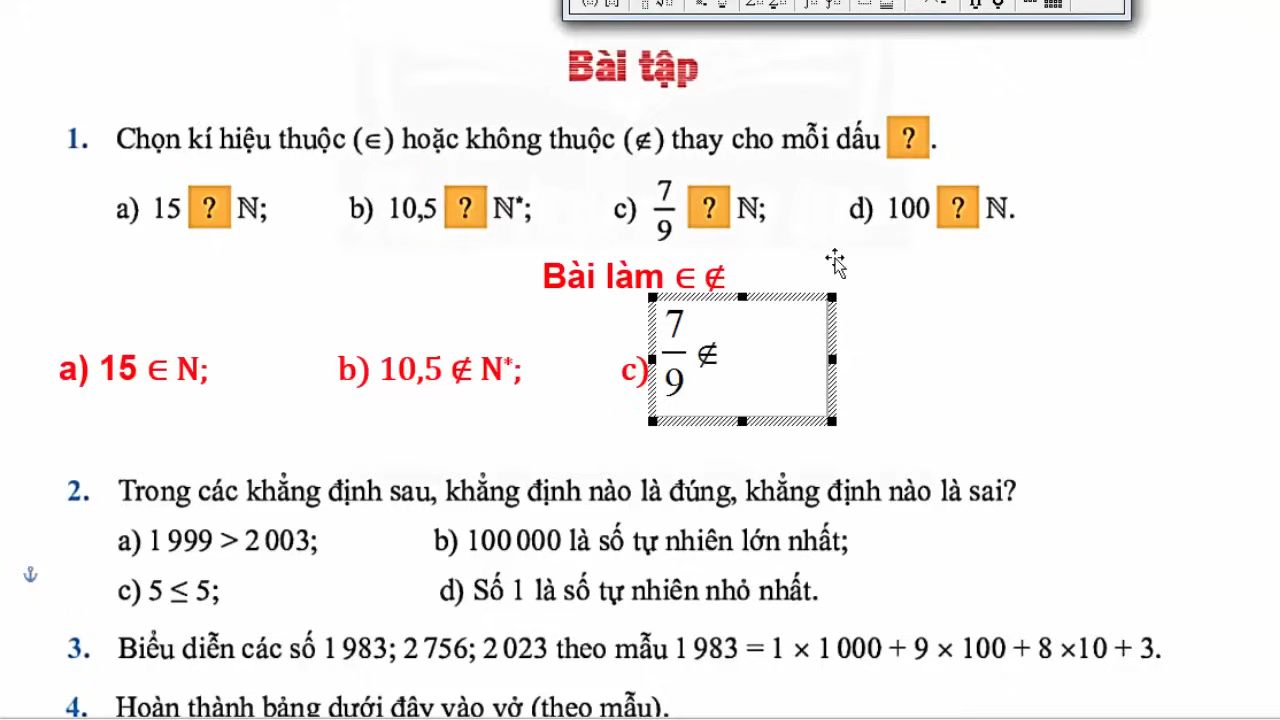 Bài tập
1. Chọn kí hiệu thuộc (∈) hoặc không thuộc (∉) thay cho mỗi dấu ?.
a) 15 ? ℕ; b) 10,5 ? ℕ*; c) 7/9 ? ℕ; d) 100 ? ℕ.
Bài làm ∈ ∉
a) 15 ∈ N; b) 10,5 ∉ N*; c) 7/9 ∉
2. Trong các khẳng định sau, khẳng định nào là đúng, khẳng định nào là sai?
a) 1 999 > 2 003; b) 100 000 là số tự nhiên lớn nhất;
c) 5 ≤ 5; d) Số 1 là số tự nhiên nhỏ nhất.
3. Biểu diễn các số 1 983; 2 756; 2 023 theo mẫu 1 983 = 1 × 1 000 + 9 × 100 + 8 ×10 + 3.
4. Hoàn thành bảng dưới đây vào vở (theo mẫu).